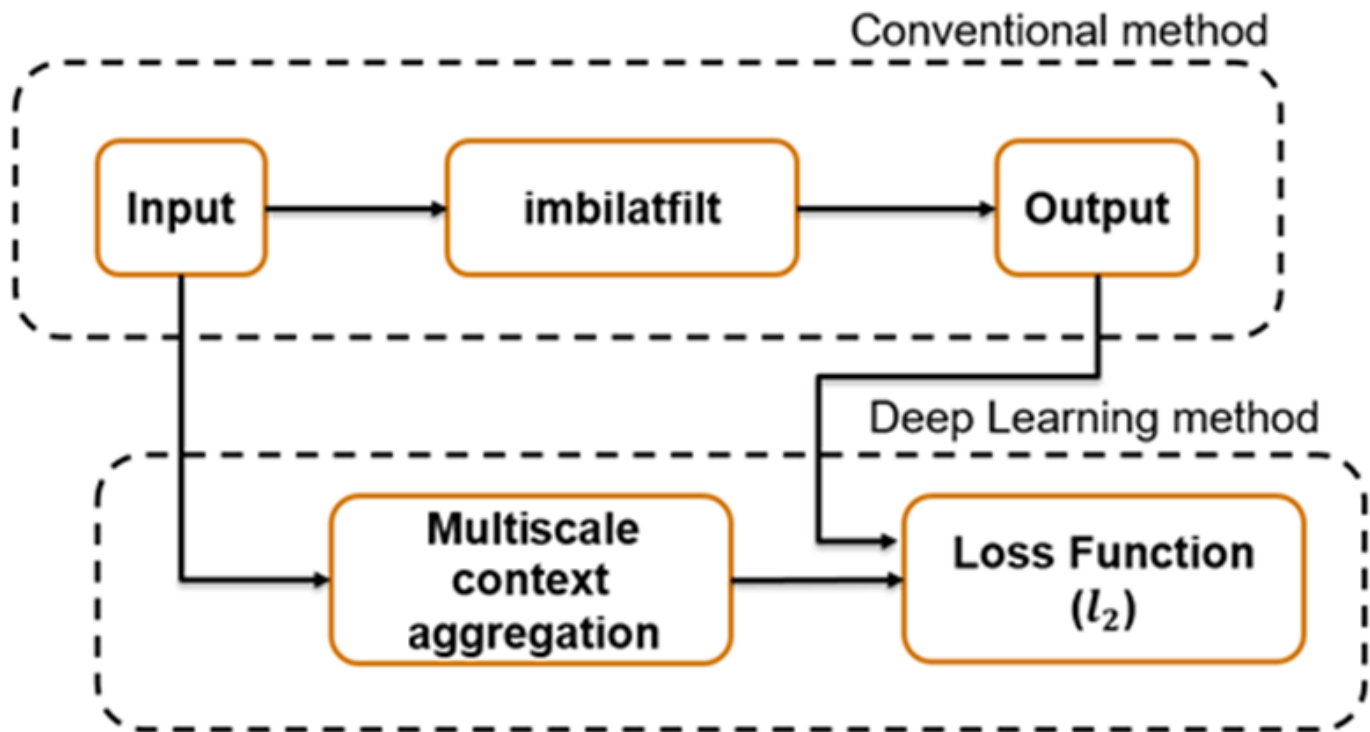 Conventional method
Input
imbilatfilt
Output
Deep Learning method
Multiscale
context
aggregation
Loss Function
(l₂)